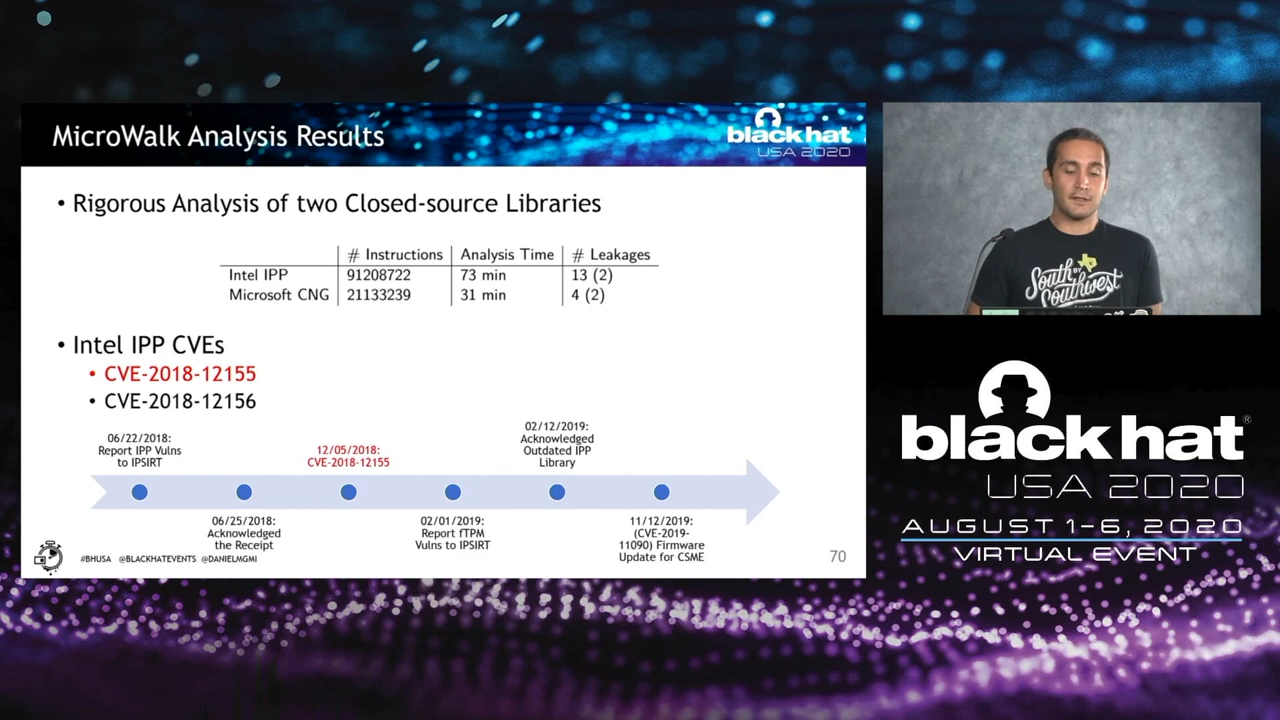 MicroWalk Analysis Results
black hat
USA 2020
• Rigorous Analysis of two Closed-source Libraries
# Instructions Analysis Time # Leakages
Intel IPP 91208722 73 min 13 (2)
Microsoft CNG 21133239 31 min 4 (2)
• Intel IPP CVEs
• CVE-2018-12155
• CVE-2018-12156
06/22/2018:
Report IPP Vulns
to IPSIRT
12/05/2018:
CVE-2018-12155
02/12/2019:
Acknowledged
Outdated IPP
Library
06/25/2018:
Acknowledged
the Receipt
02/01/2019:
Report fTPM
Vulns to IPSIRT
11/12/2019:
(CVE-2019-
11090) Firmware
Update for CSME
#BHUSA @BLACKHATEVENTS @DANIELMGMI
70
South
by
Southwest
black hat®
USA 2020
AUGUST 1-6, 2020
VIRTUAL EVENT